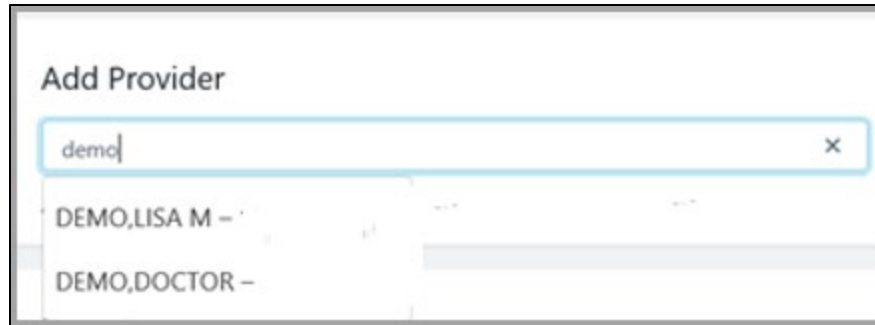 Add Provider
demo
DEMO,LISA M –
DEMO,DOCTOR –